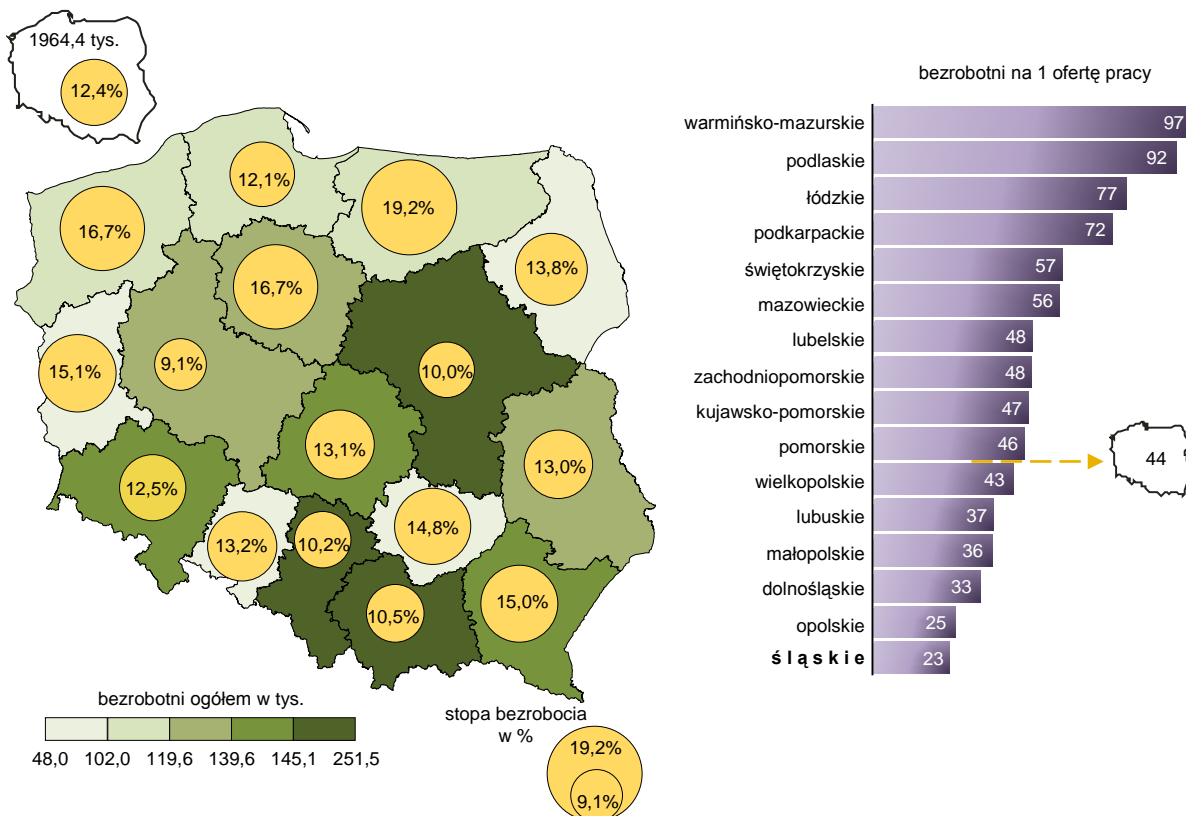 1964,4 tys.
12,4%
16,7%
12,1%
19,2%
13,8%
16,7%
15,1%
9,1%
10,0%
13,1%
13,0%
12,5%
14,8%
13,2%
10,2%
10,5%
15,0%
bezrobotni ogółem w tys.
48,0 102,0 119,6 139,6 145,1 251,5
stopa bezrobocia
w %
19,2%
9,1%
bezrobotni na 1 ofertę pracy
warmińsko-mazurskie 97
podlaskie 92
łódzkie 77
podkarpackie 72
świętokrzyskie 57
mazowieckie 56
lubelskie 48
zachodniopomorskie 48
kujawsko-pomorskie 47
pomorskie 46
44
wielkopolskie 43
lubuskie 37
małopolskie 36
dolnośląskie 33
opolskie 25
śląskie 23